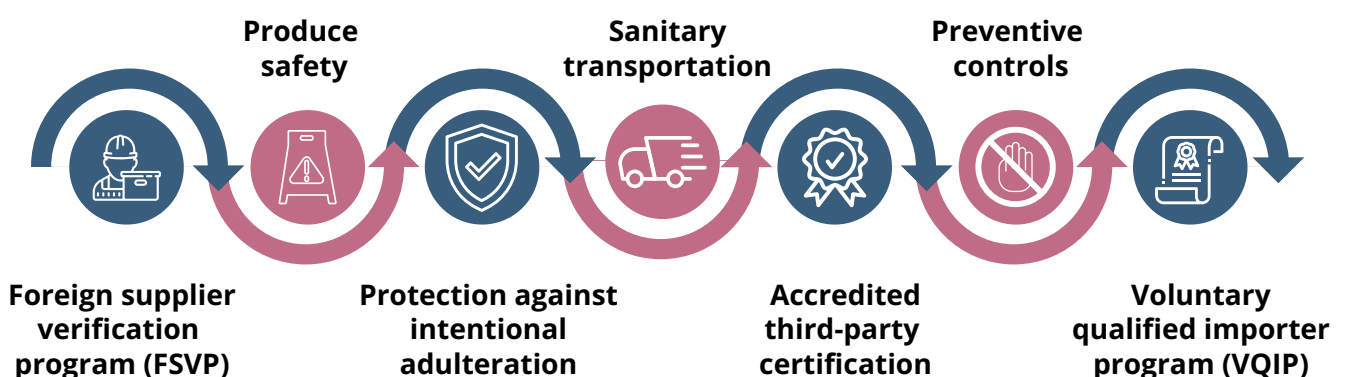 Produce
safety
Sanitary
transportation
Preventive
controls
Foreign supplier
verification
program (FSVP)
Protection against
intentional
adulteration
Accredited
third-party
certification
Voluntary
qualified importer
program (VQIP)